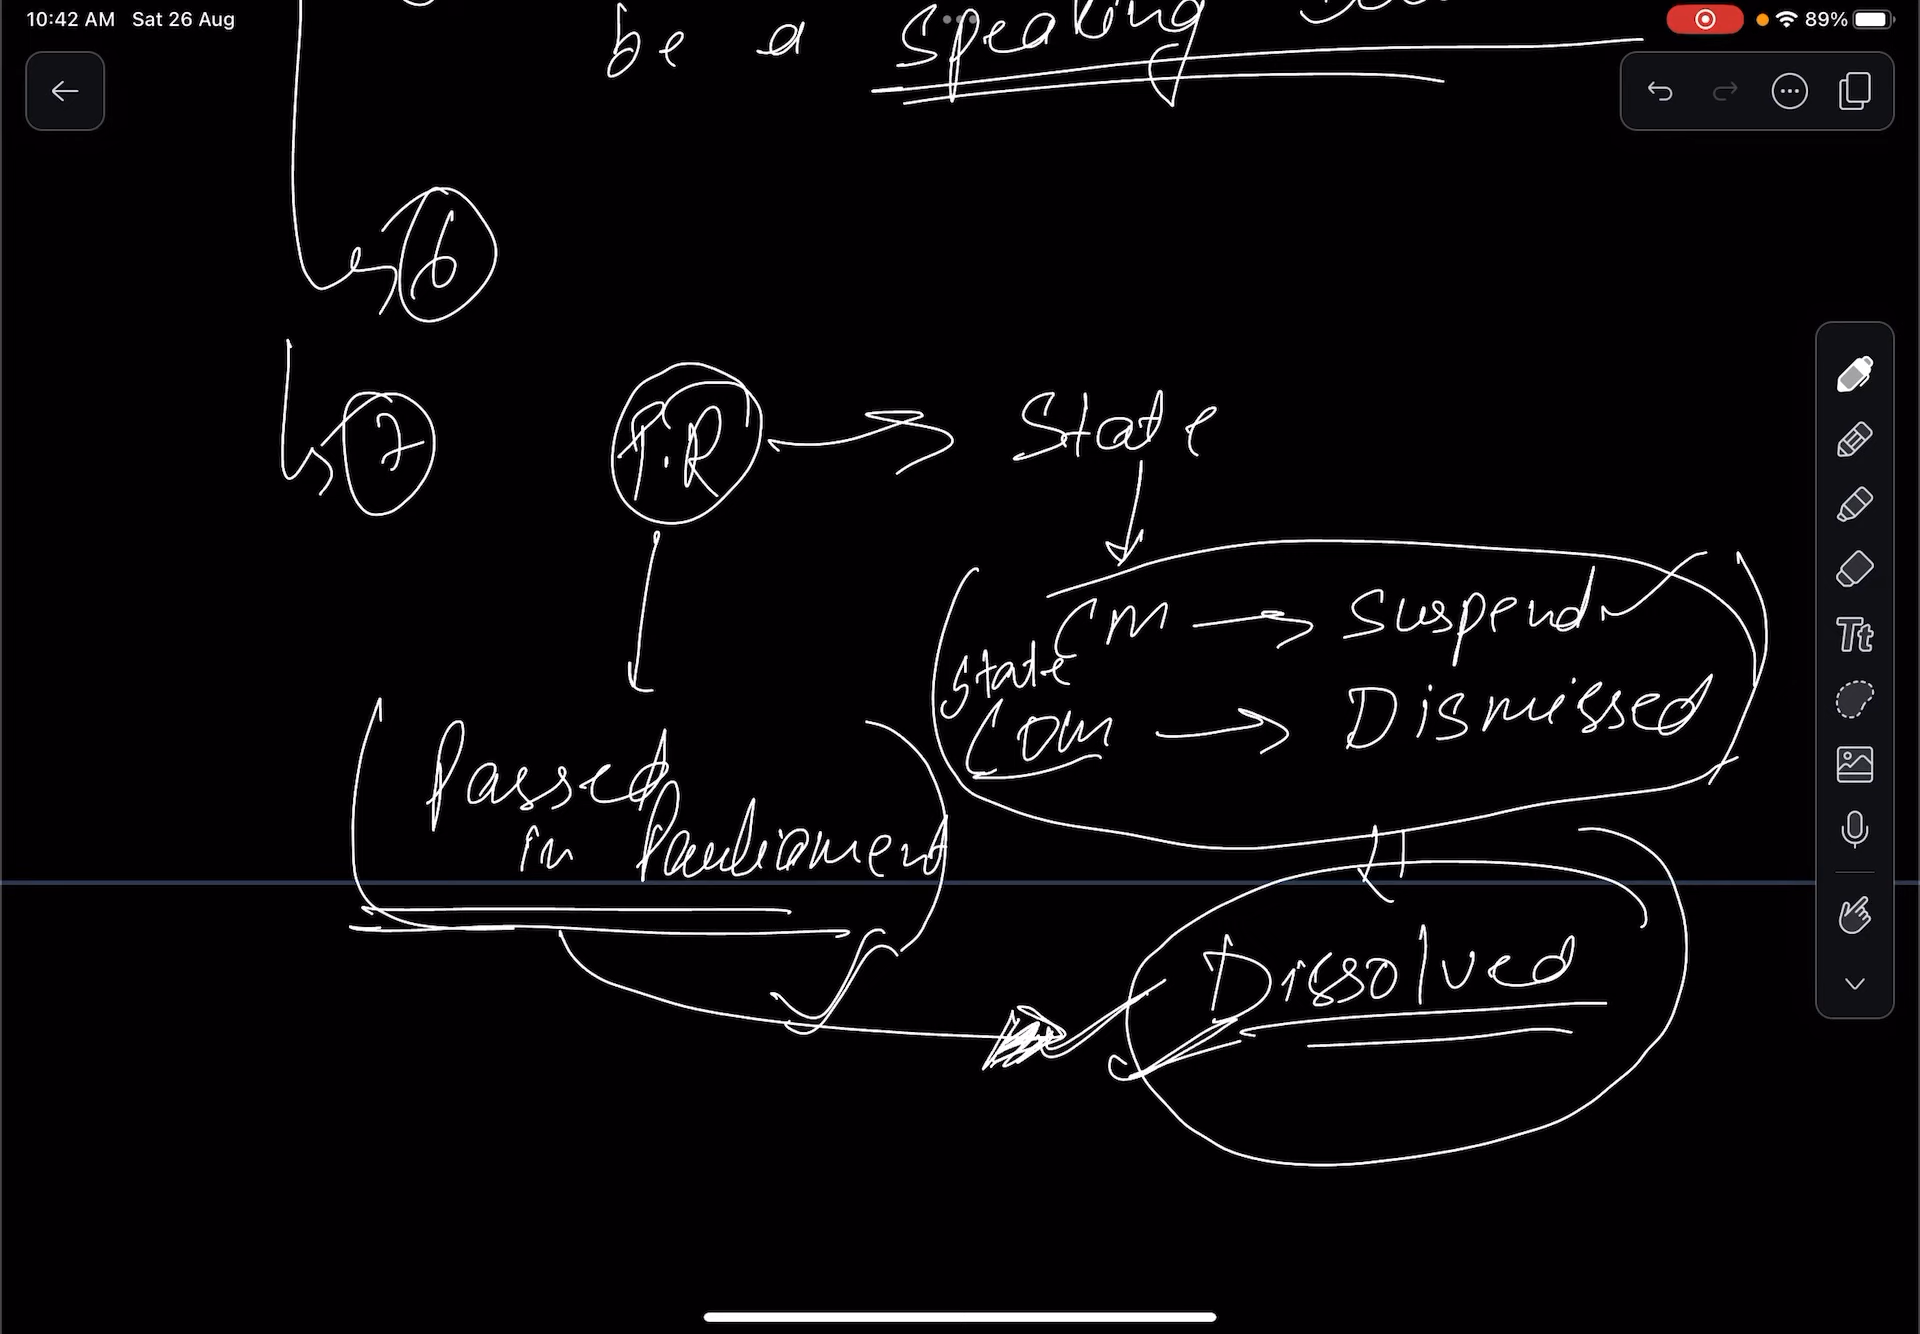 10:42 AM Sat 26 Aug
89%
be a speaking
6
7 P.R State
CM Suspend
State
COM Dismissed
Passed
in Parliament
Dissolved
Tt